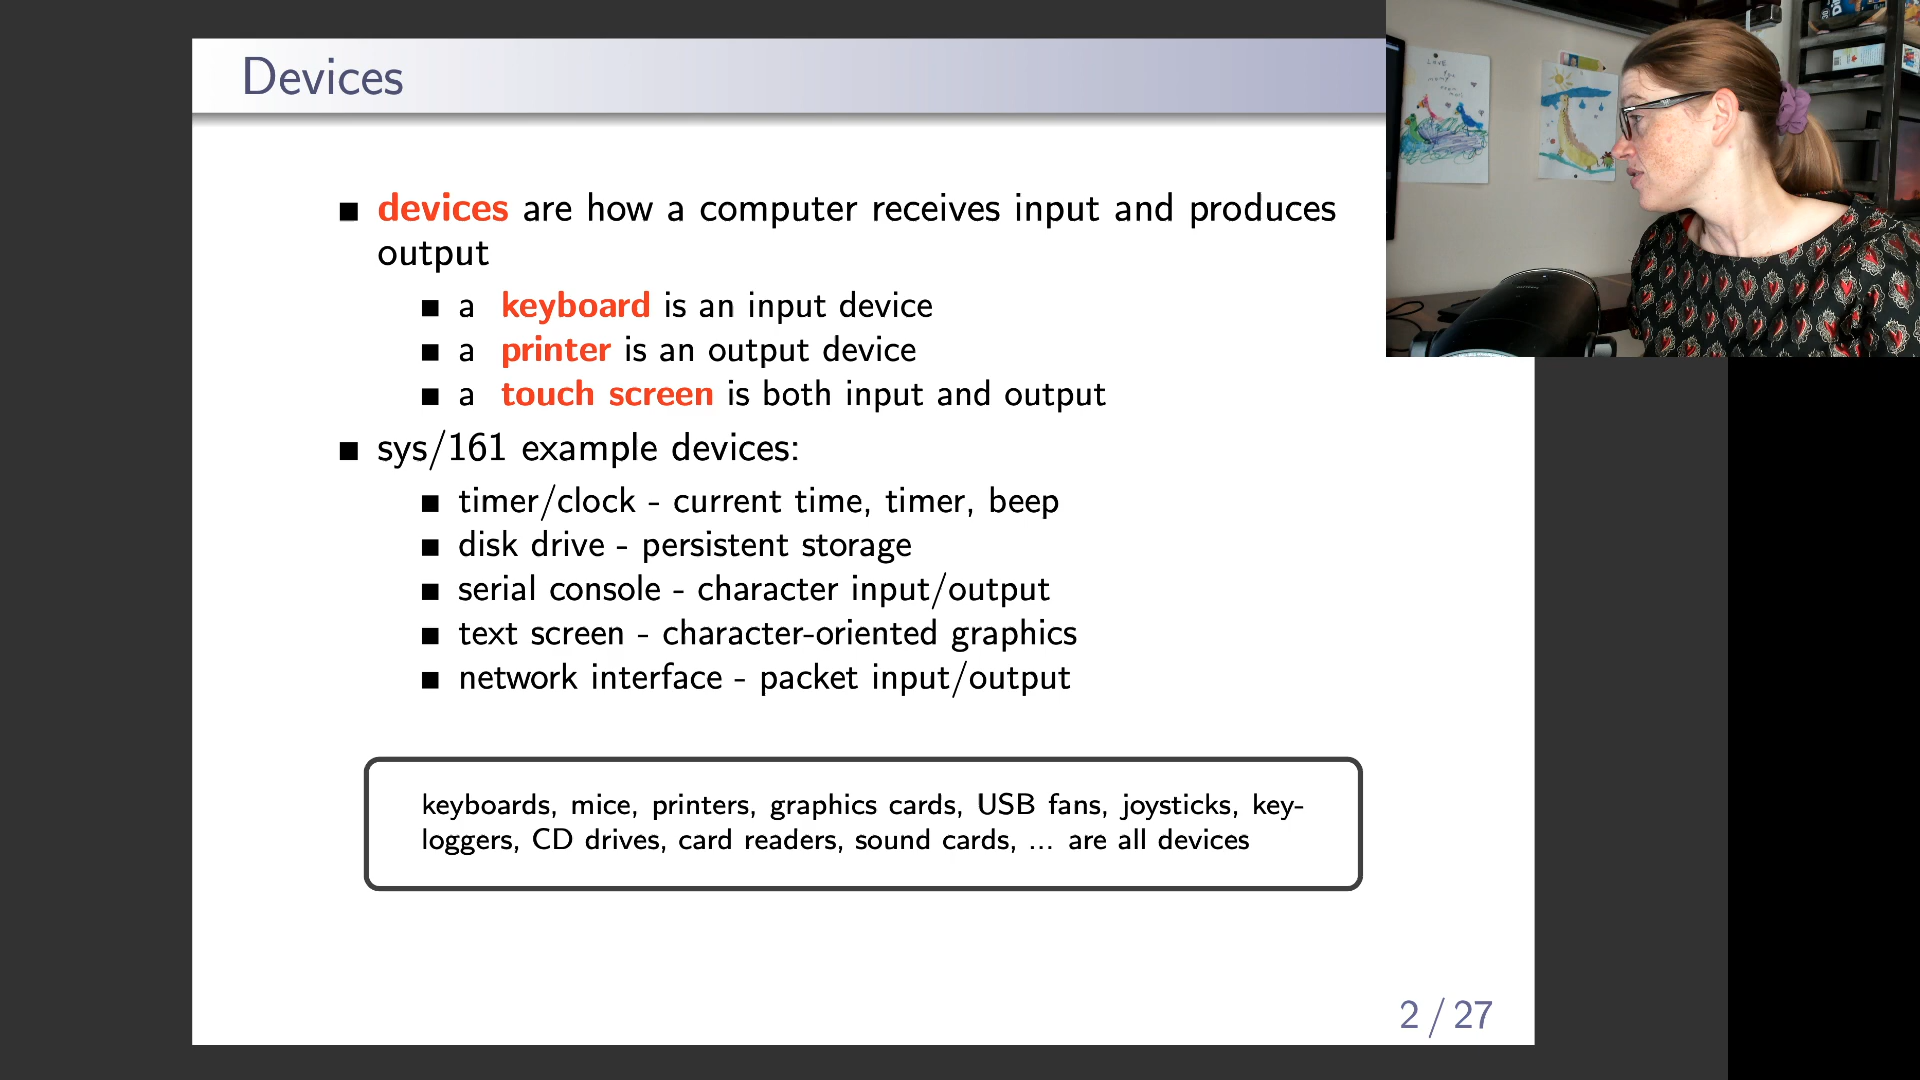 Devices
devices are how a computer receives input and produces
output
a keyboard is an input device
a printer is an output device
a touch screen is both input and output
sys/161 example devices:
timer/clock - current time, timer, beep
disk drive - persistent storage
serial console - character input/output
text screen - character-oriented graphics
network interface - packet input/output
keyboards, mice, printers, graphics cards, USB fans, joysticks, key-
loggers, CD drives, card readers, sound cards, ... are all devices
2 / 27
LOVE